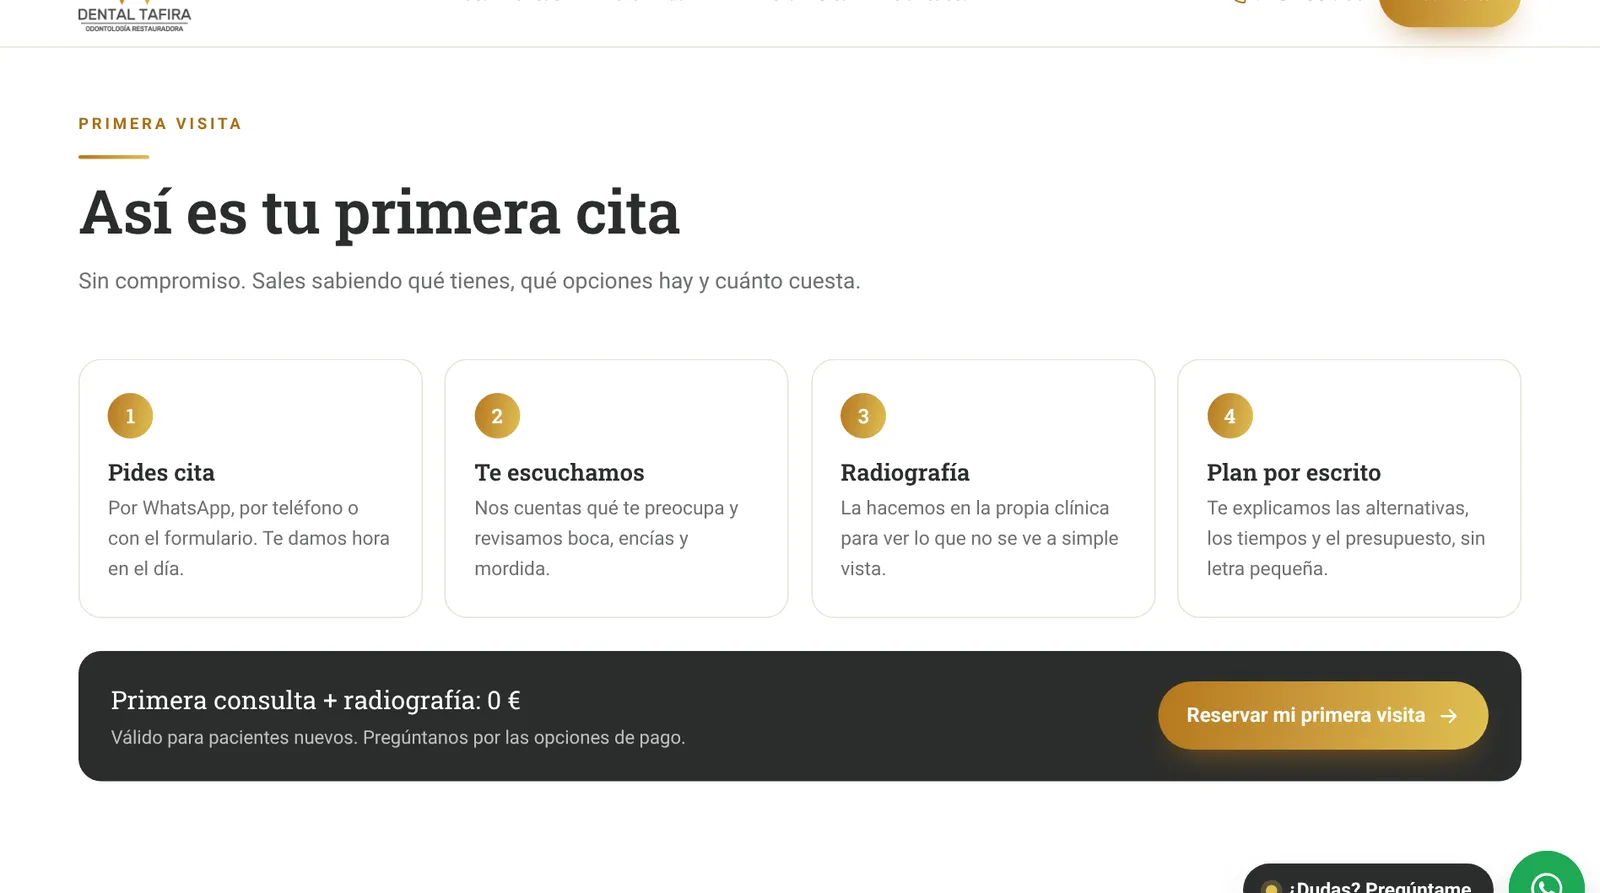 DENTAL TAFIRA
ODONTOLOGÍA RESTAURADORA
PRIMERA VISITA
Así es tu primera cita
Sin compromiso. Sales sabiendo qué tienes, qué opciones hay y cuánto cuesta.
1
Pides cita
Por WhatsApp, por teléfono o
con el formulario. Te damos hora
en el día.
2
Te escuchamos
Nos cuentas qué te preocupa y
revisamos boca, encías y
mordida.
3
Radiografía
La hacemos en la propia clínica
para ver lo que no se ve a simple
vista.
4
Plan por escrito
Te explicamos las alternativas,
los tiempos y el presupuesto, sin
letra pequeña.
Primera consulta + radiografía: 0 €
Válido para pacientes nuevos. Pregúntanos por las opciones de pago.
Reservar mi primera visita →
¿Dudas? Pregúntame